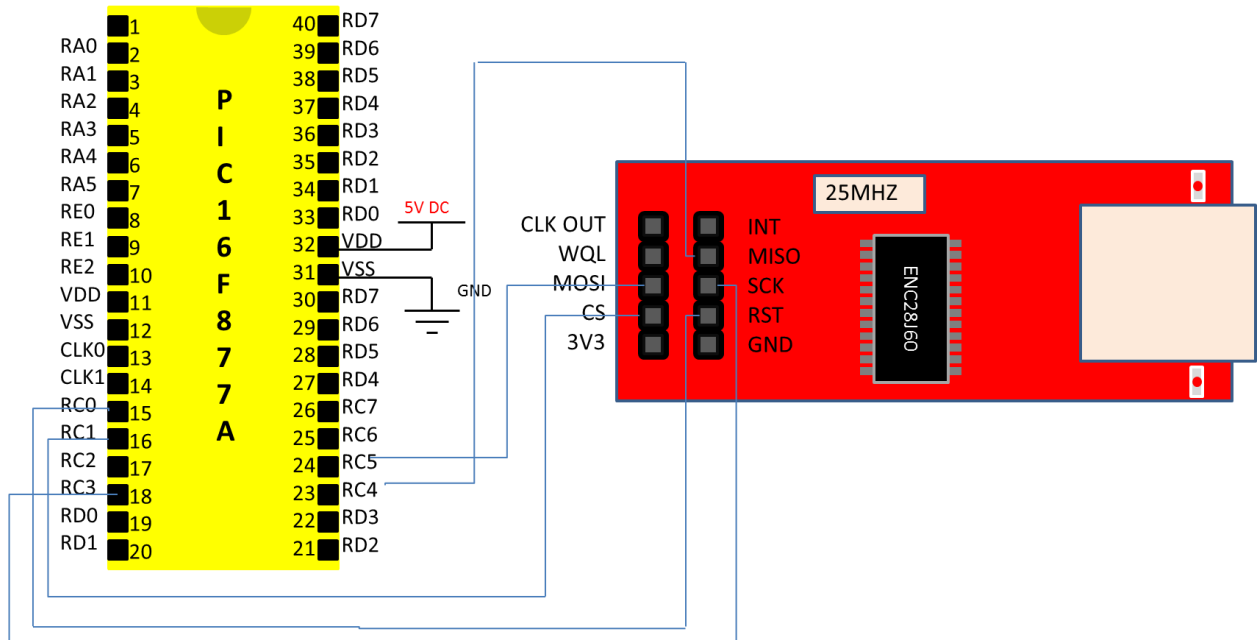 1
RA0 2
RA1 3
RA2 4
RA3 5
RA4 6
RA5 7
RE0 8
RE1 9
RE2 10
VDD 11
VSS 12
CLK0 13
CLK1 14
RC0 15
RC1 16
RC2 17
RC3 18
RD0 19
RD1 20
PIC16F877A
40 RD7
39 RD6
38 RD5
37 RD4
36 RD3
35 RD2
34 RD1
33 RD0
32 VDD
31 VSS
30 RD7
29 RD6
28 RD5
27 RD4
26 RC7
25 RC6
24 RC5
23 RC4
22 RD3
21 RD2
5V DC
GND
25MHZ
CLK OUT INT
WQL MISO
MOSI SCK
CS RST
3V3 GND
ENC28J60